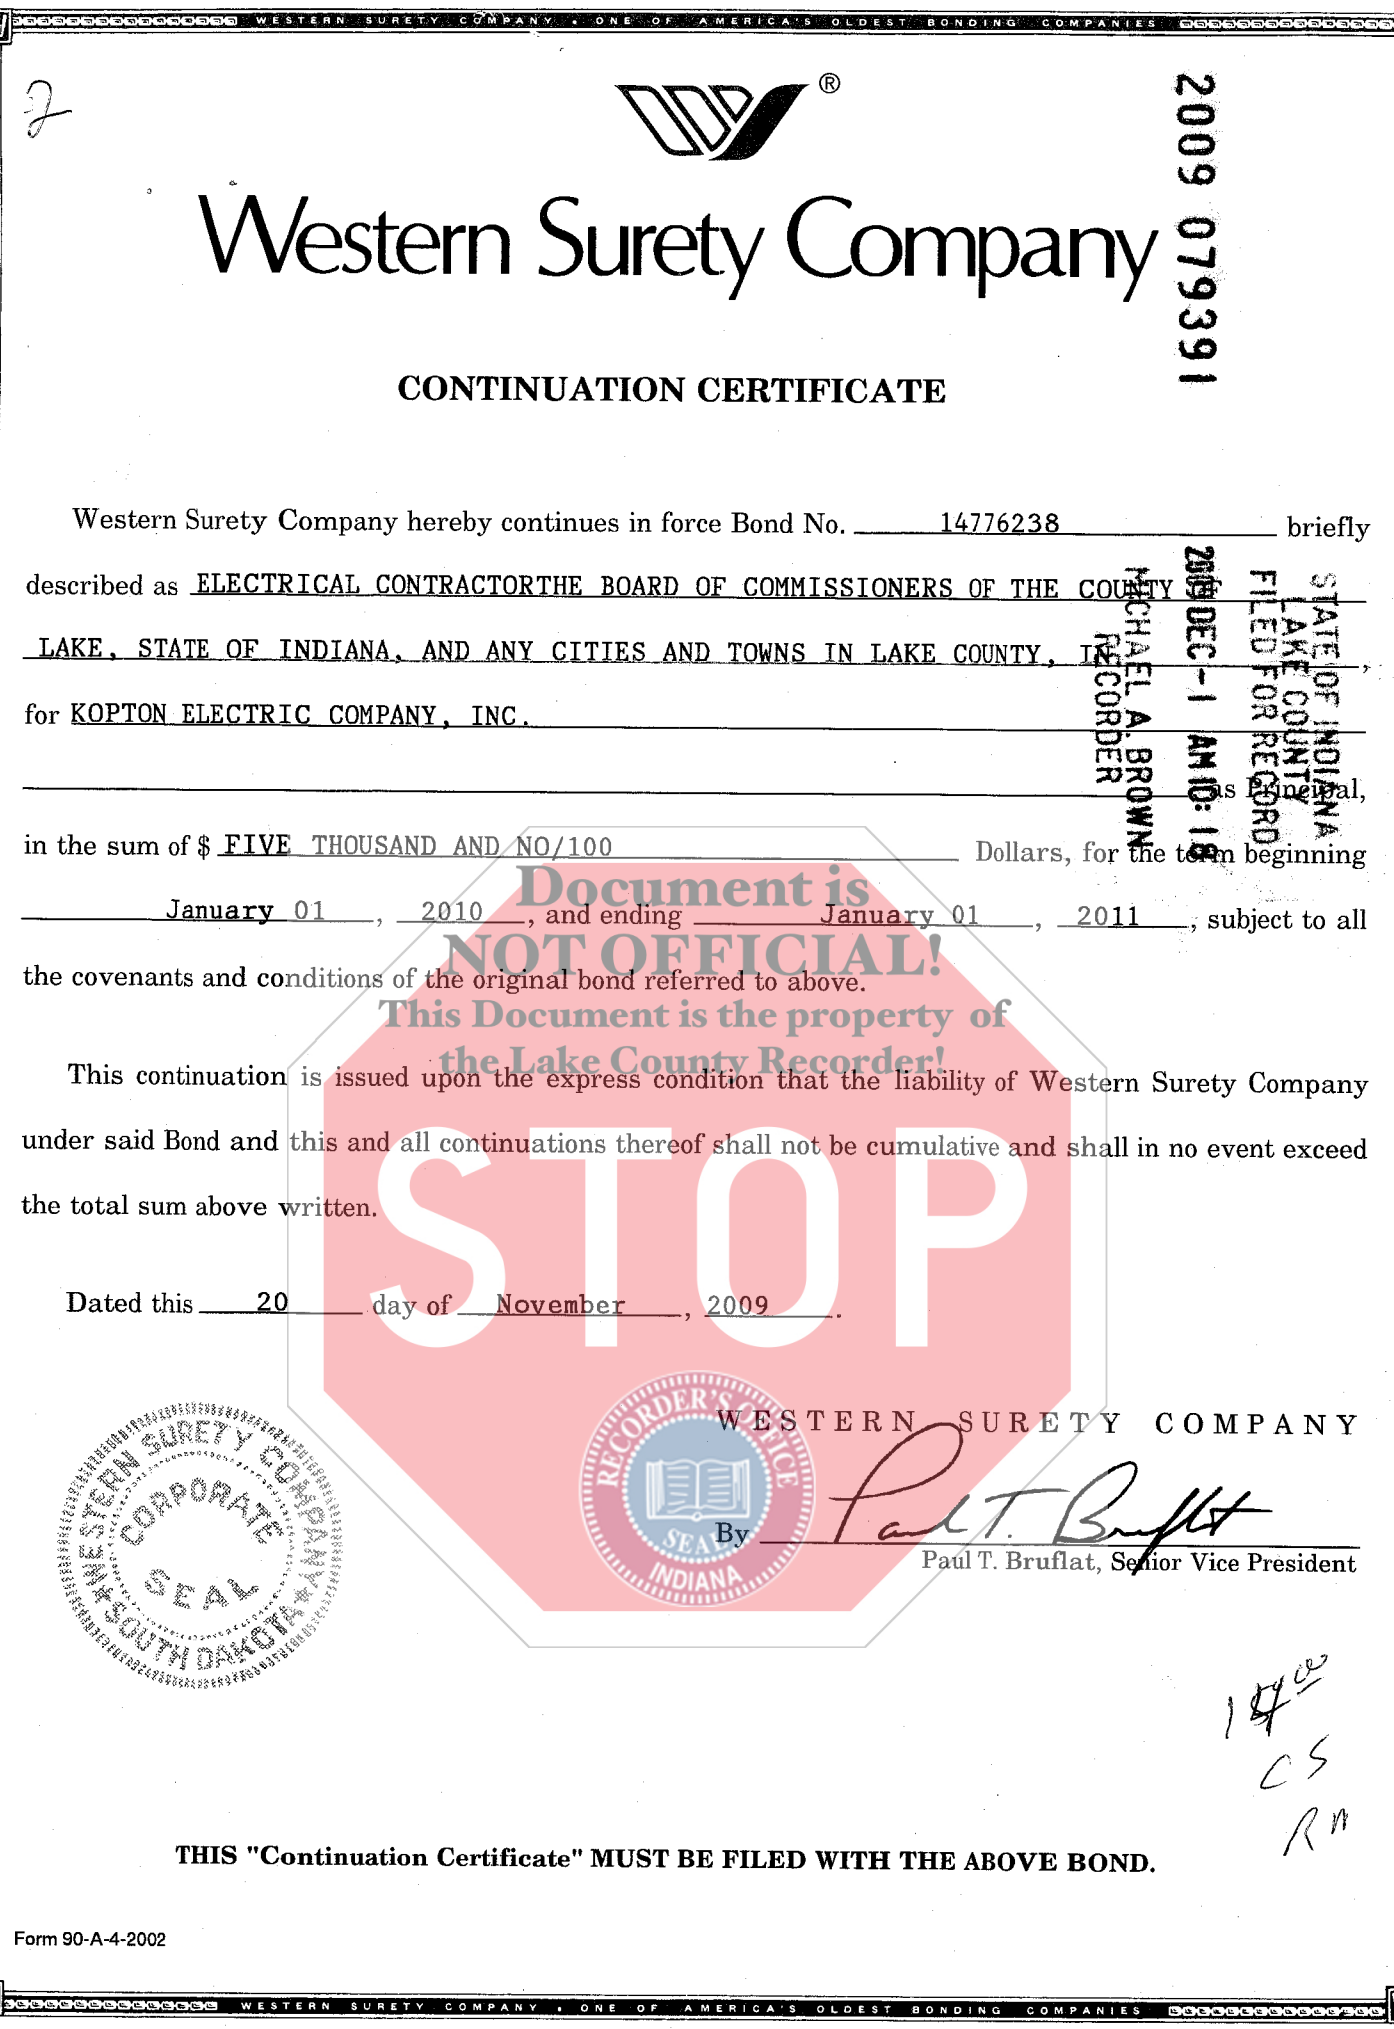 WESTERN SURETY COMPANY • ONE OF AMERICA'S OLDEST BONDING COMPANIES
2
®
Western Surety Company
2009 079391
CONTINUATION CERTIFICATE
Western Surety Company hereby continues in force Bond No. 14776238 briefly
described as ELECTRICAL CONTRACTORTHE BOARD OF COMMISSIONERS OF THE COUNTY OF
LAKE, STATE OF INDIANA, AND ANY CITIES AND TOWNS IN LAKE COUNTY, IN,
for KOPTON ELECTRIC COMPANY, INC.
as Principal,
STATE OF INDIANA
LAKE COUNTY
FILED FOR RECORD
2009 DEC -1 AM 10: 18
MICHAEL A. BROWN
RECORDER
in the sum of $ FIVE THOUSAND AND NO/100 Dollars, for the term beginning
January 01, 2010, and ending January 01, 2011, subject to all
the covenants and conditions of the original bond referred to above.
Document is
NOT OFFICIAL!
This Document is the property of
the Lake County Recorder!
This continuation is issued upon the express condition that the liability of Western Surety Company
under said Bond and this and all continuations thereof shall not be cumulative and shall in no event exceed
the total sum above written.
STOP
Dated this 20 day of November, 2009.
WESTERN SURETY COMPANY
By Paul T. Bruflat
Paul T. Bruflat, Senior Vice President
WESTERN SURETY COMPANY
CORPORATE
SEAL
SOUTH DAKOTA
RECORDER'S OFFICE
SEAL
INDIANA
CS
RM
THIS "Continuation Certificate" MUST BE FILED WITH THE ABOVE BOND.
Form 90-A-4-2002
WESTERN SURETY COMPANY • ONE OF AMERICA'S OLDEST BONDING COMPANIES